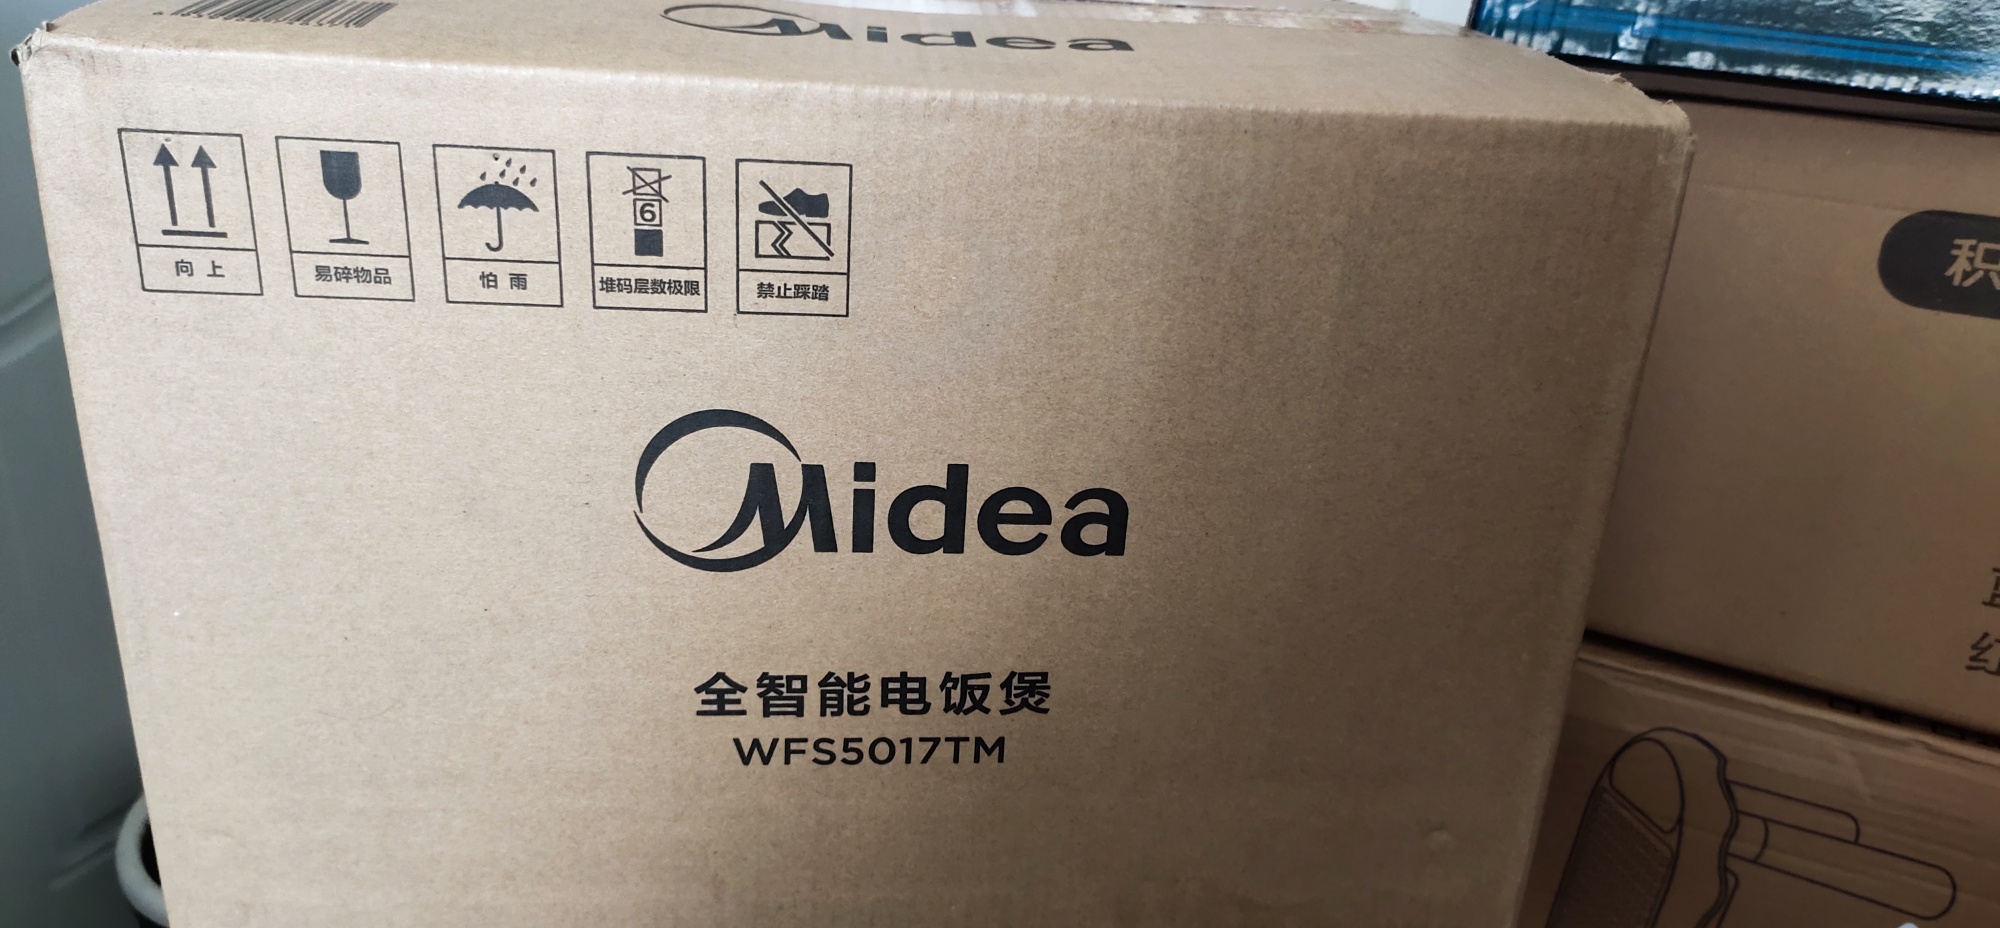 Midea
向上
易碎物品
怕雨
6
堆码层数极限
禁止踩踏
Midea
全智能电饭煲
WFS5017TM
积
红